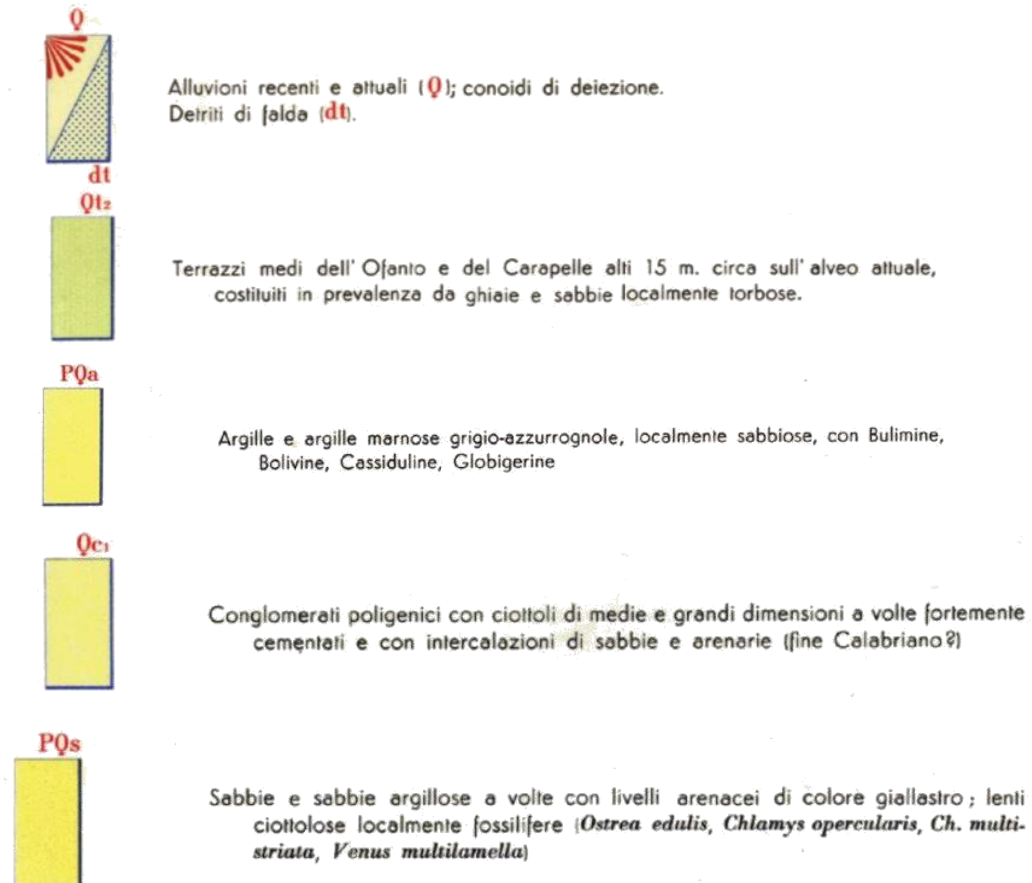 Q
Alluvioni recenti e attuali (Q); conoidi di deiezione.
Detriti di falda (dt).
dt
Qt₂
Terrazzi medi dell' Ofanto e del Carapelle alti 15 m. circa sull' alveo attuale,
costituiti in prevalenza da ghiaie e sabbie localmente torbose.
PQa
Argille e argille marnose grigio-azzurrognole, localmente sabbiose, con Bulimine,
Bolivine, Cassiduline, Globigerine
Qc₁
Conglomerati poligenici con ciottoli di medie e grandi dimensioni a volte fortemente
cementati e con intercalazioni di sabbie e arenarie (fine Calabriano?)
PQs
Sabbie e sabbie argillose a volte con livelli arenacei di colore giallastro; lenti
ciottolose localmente fossilifere (Ostrea edulis, Chlamys opercularis, Ch. multi-
striata, Venus multilamella)